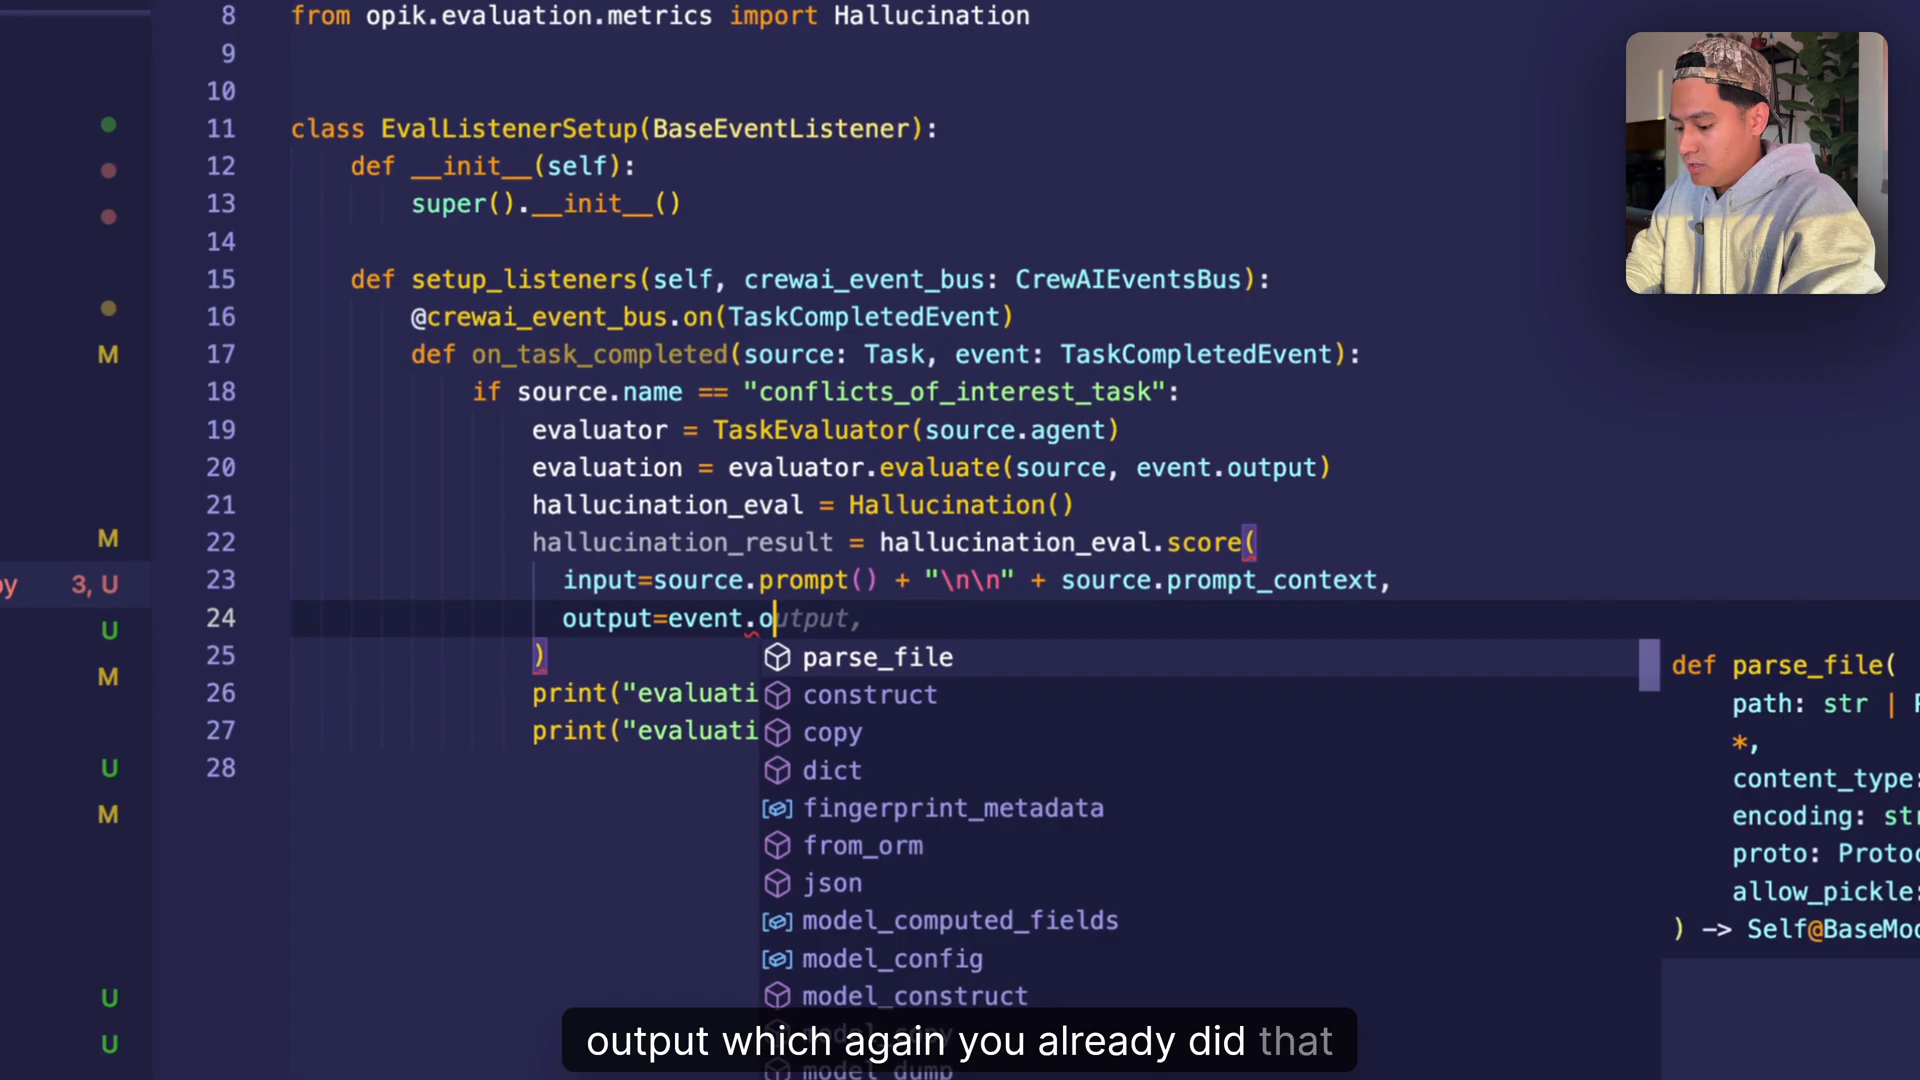 8 from opik.evaluation.metrics import Hallucination
9
10
11 class EvalListenerSetup(BaseEventListener):
12 def __init__(self):
13 super().__init__()
14
15 def setup_listeners(self, crewai_event_bus: CrewAIEventsBus):
16 @crewai_event_bus.on(TaskCompletedEvent)
17 def on_task_completed(source: Task, event: TaskCompletedEvent):
M
18 if source.name == "conflicts_of_interest_task":
19 evaluator = TaskEvaluator(source.agent)
20 evaluation = evaluator.evaluate(source, event.output)
21 hallucination_eval = Hallucination()
M
22 hallucination_result = hallucination_eval.score(
py 3, U
23 input=source.prompt() + "\n\n" + source.prompt_context,
U
24 output=event.output,
M
25 )
26 print("evaluati
27 print("evaluati
U
28
M
U
U
parse_file
construct
copy
dict
fingerprint_metadata
from_orm
json
model_computed_fields
model_config
model_construct
model_dump
def parse_file(
path: str |
*,
content_type:
encoding: str
proto: Protoc
allow_pickle:
) -> Self@BaseMod
output which again you already did that